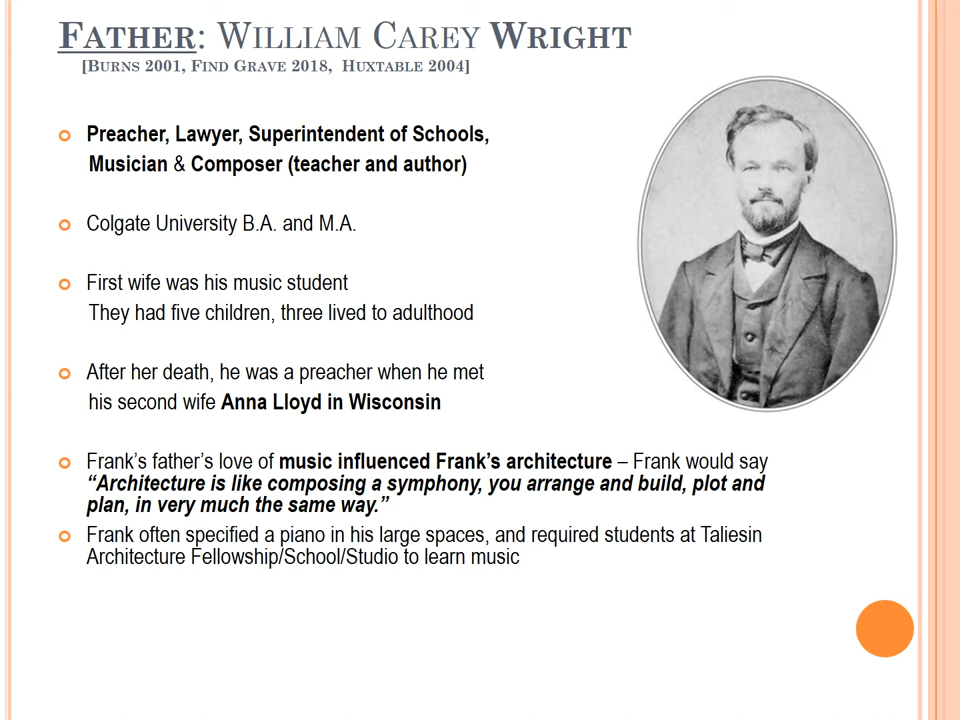 FATHER: WILLIAM CAREY WRIGHT
[BURNS 2001, FIND GRAVE 2018, HUXTABLE 2004]
Preacher, Lawyer, Superintendent of Schools,
Musician & Composer (teacher and author)
Colgate University B.A. and M.A.
First wife was his music student
They had five children, three lived to adulthood
After her death, he was a preacher when he met
his second wife Anna Lloyd in Wisconsin
Frank’s father’s love of music influenced Frank’s architecture – Frank would say
“Architecture is like composing a symphony, you arrange and build, plot and
plan, in very much the same way.”
Frank often specified a piano in his large spaces, and required students at Taliesin
Architecture Fellowship/School/Studio to learn music